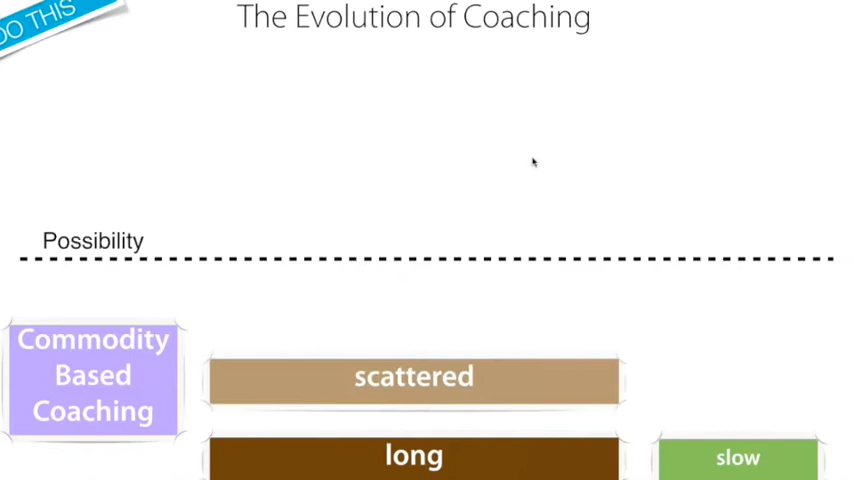 DO THIS
The Evolution of Coaching
Possibility
Commodity
Based
Coaching
scattered
long
slow